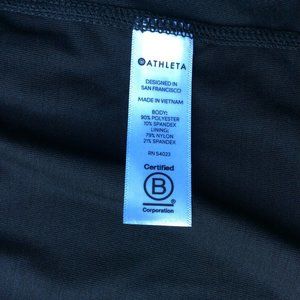 ATHLETA
DESIGNED IN
SAN FRANCISCO
MADE IN VIETNAM
BODY:
90% POLYESTER
10% SPANDEX
LINING:
79% NYLON
21% SPANDEX
RN 54023
Certified
B
Corporation